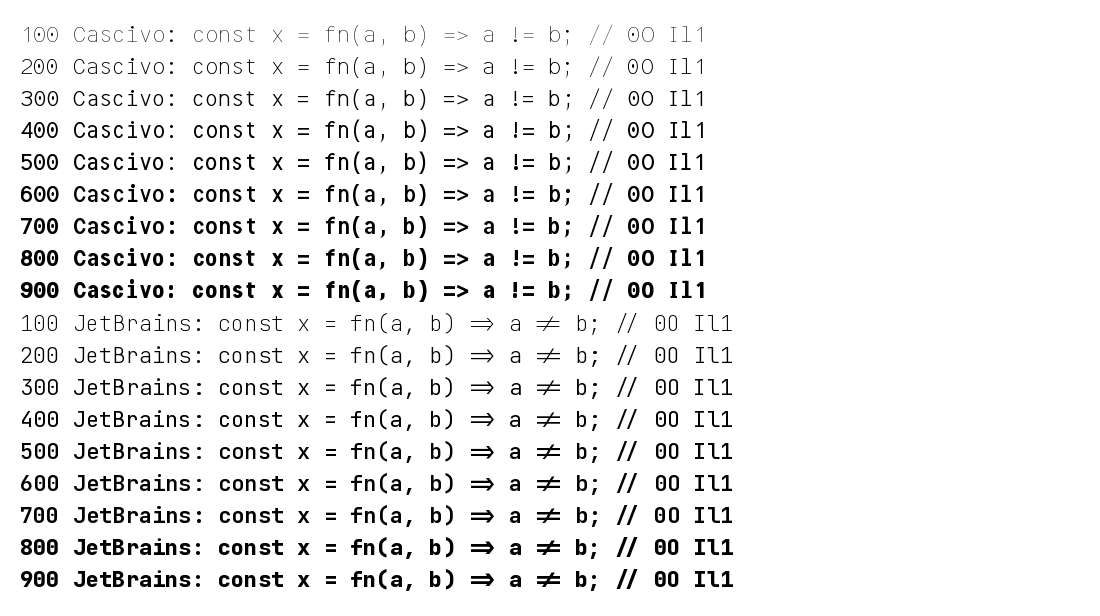 100 Cascivo: const x = fn(a, b) => a != b; // 0O Il1
200 Cascivo: const x = fn(a, b) => a != b; // 0O Il1
300 Cascivo: const x = fn(a, b) => a != b; // 0O Il1
400 Cascivo: const x = fn(a, b) => a != b; // 0O Il1
500 Cascivo: const x = fn(a, b) => a != b; // 0O Il1
600 Cascivo: const x = fn(a, b) => a != b; // 0O Il1
700 Cascivo: const x = fn(a, b) => a != b; // 0O Il1
800 Cascivo: const x = fn(a, b) => a != b; // 0O Il1
900 Cascivo: const x = fn(a, b) => a != b; // 0O Il1
100 JetBrains: const x = fn(a, b) => a != b; // 0O Il1
200 JetBrains: const x = fn(a, b) => a != b; // 0O Il1
300 JetBrains: const x = fn(a, b) => a != b; // 0O Il1
400 JetBrains: const x = fn(a, b) => a != b; // 0O Il1
500 JetBrains: const x = fn(a, b) => a != b; // 0O Il1
600 JetBrains: const x = fn(a, b) => a != b; // 0O Il1
700 JetBrains: const x = fn(a, b) => a != b; // 0O Il1
800 JetBrains: const x = fn(a, b) => a != b; // 0O Il1
900 JetBrains: const x = fn(a, b) => a != b; // 0O Il1